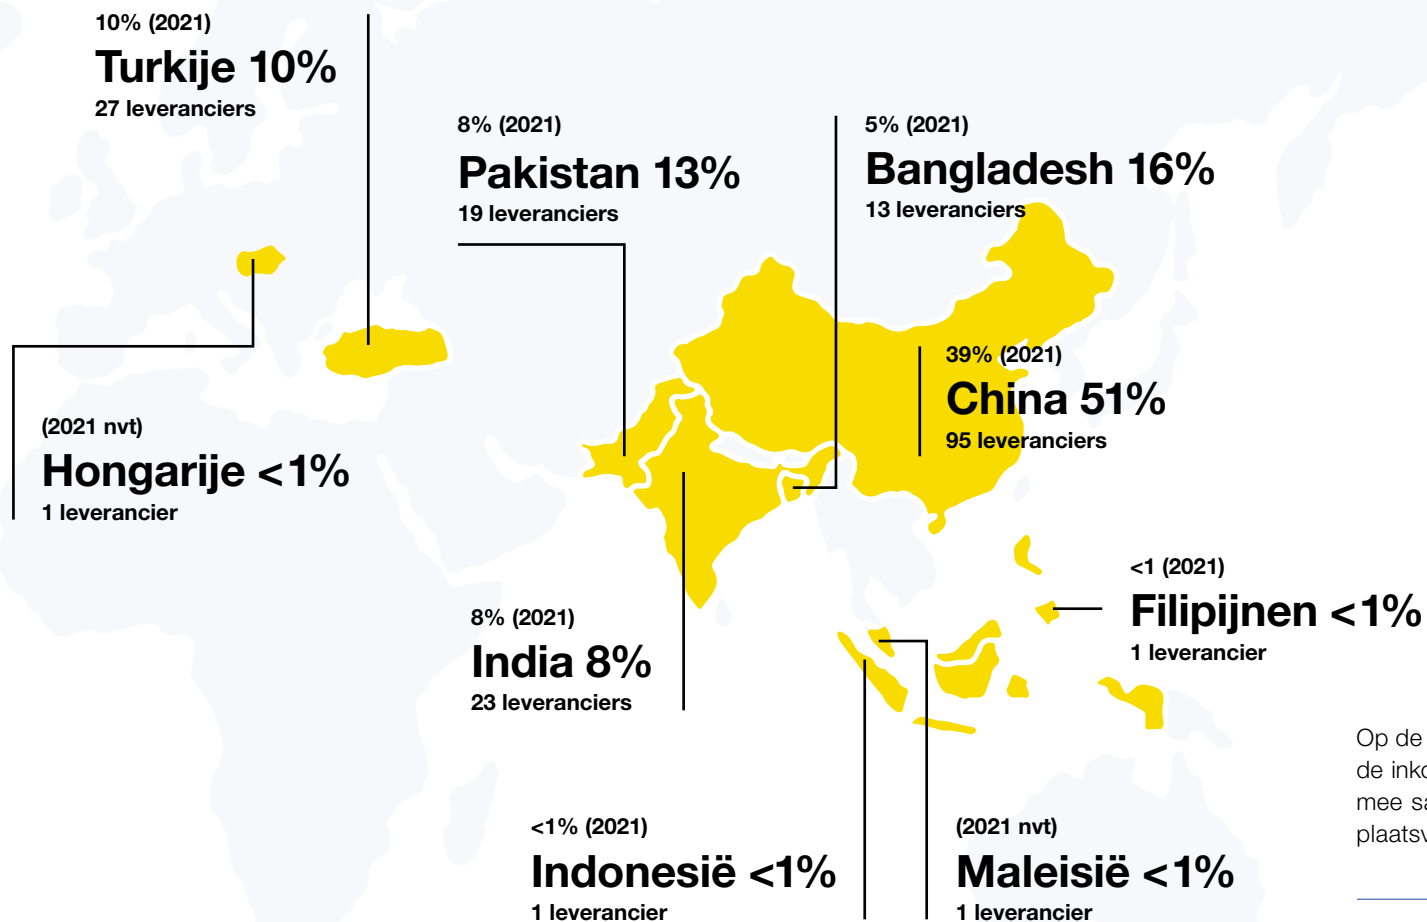 10% (2021)
Turkije 10%
27 leveranciers
8% (2021)
Pakistan 13%
19 leveranciers
5% (2021)
Bangladesh 16%
13 leveranciers
39% (2021)
China 51%
95 leveranciers
(2021 nvt)
Hongarije <1%
1 leverancier
<1 (2021)
Filipijnen <1%
1 leverancier
8% (2021)
India 8%
23 leveranciers
Op de
de inko
mee sa
plaatsv
<1% (2021)
Indonesië <1%
1 leverancier
(2021 nvt)
Maleisië <1%
1 leverancier